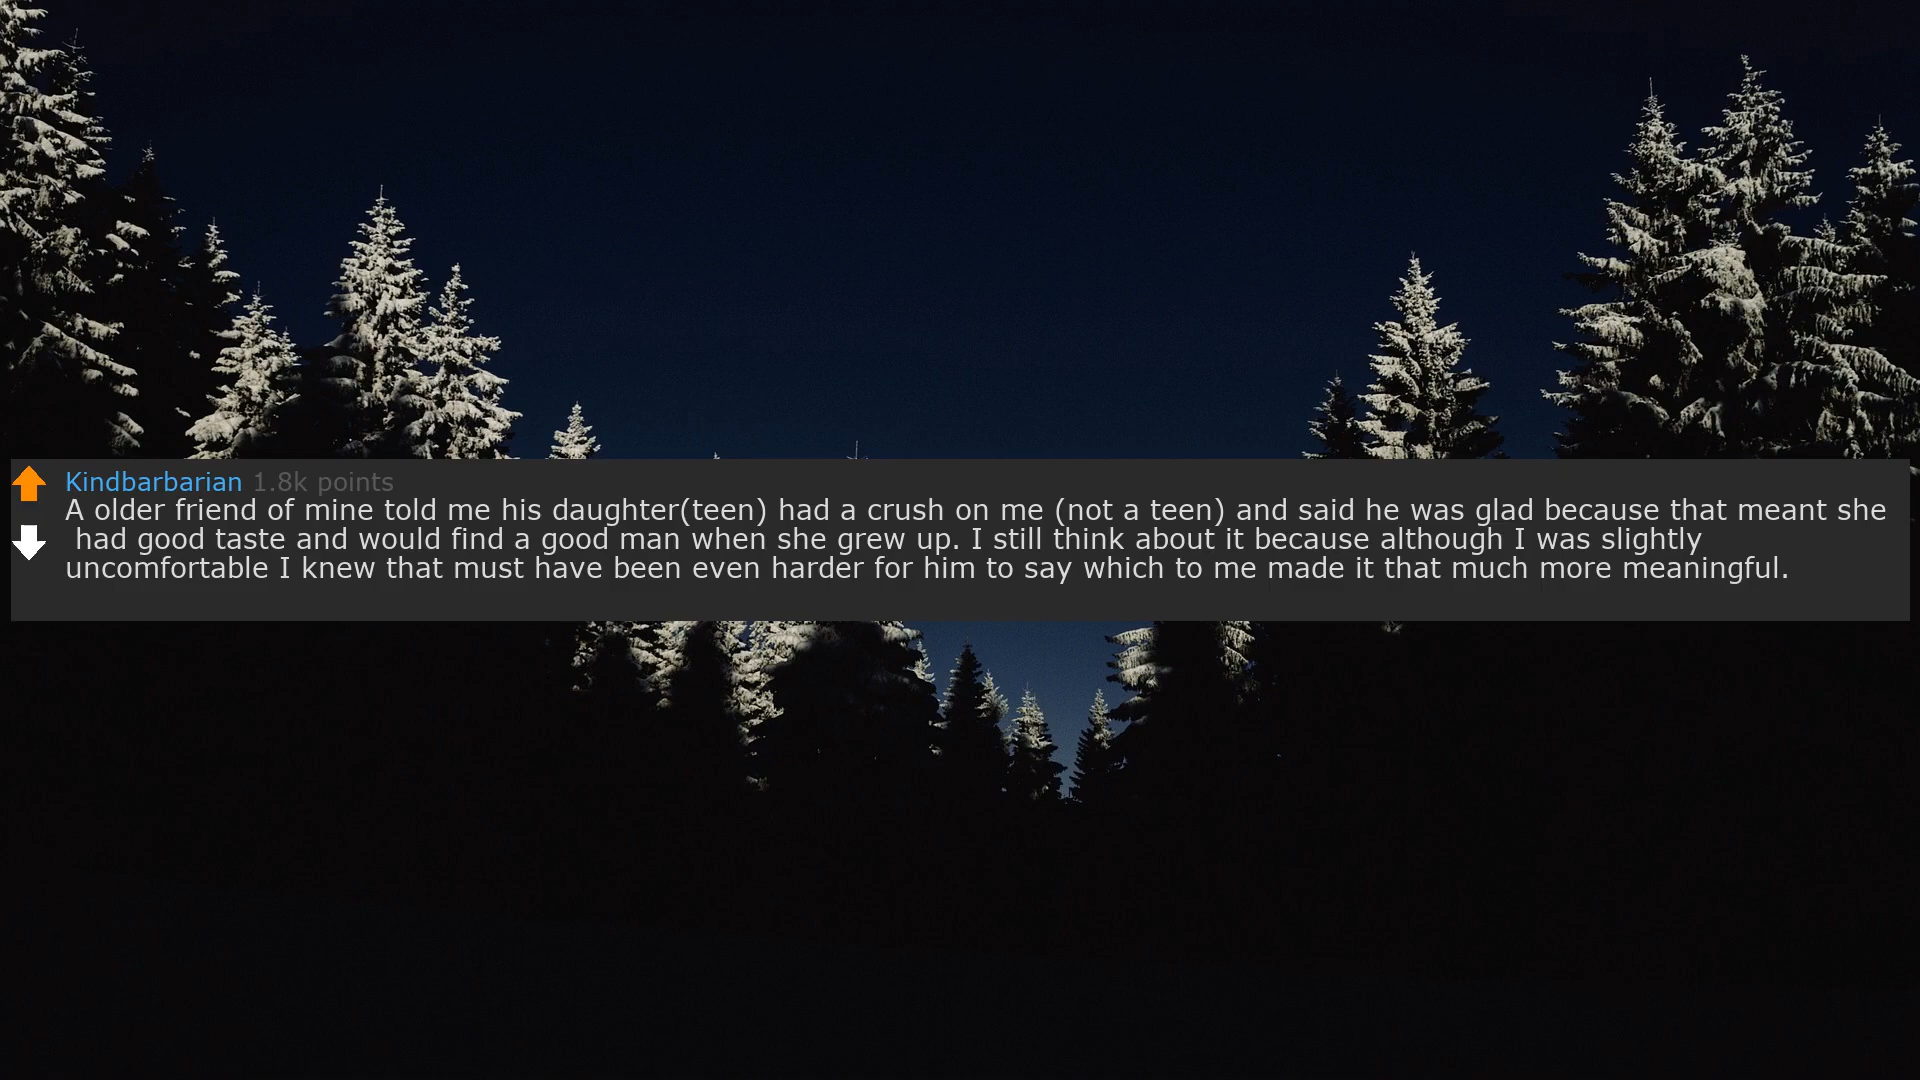 Kindbarbarian 1.8k points
A older friend of mine told me his daughter(teen) had a crush on me (not a teen) and said he was glad because that meant she
had good taste and would find a good man when she grew up. I still think about it because although I was slightly
uncomfortable I knew that must have been even harder for him to say which to me made it that much more meaningful.